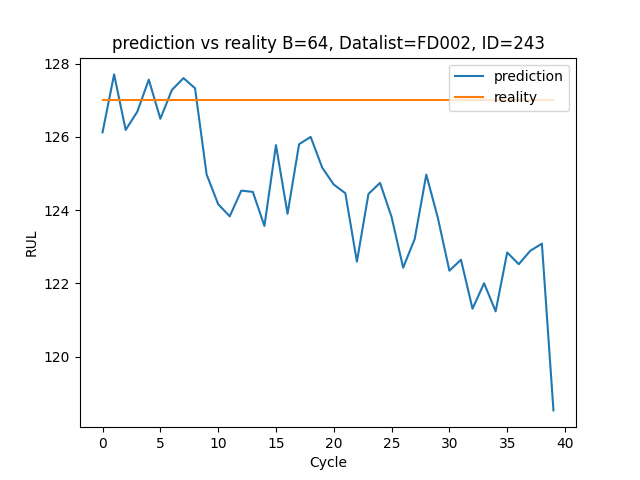 prediction vs reality B=64, Datalist=FD002, ID=243
128
126
124
122
120
RUL
prediction
reality
0 5 10 15 20 25 30 35 40
Cycle